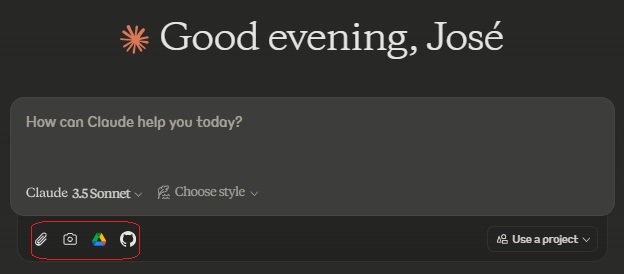 Good evening, José
How can Claude help you today?
Claude 3.5 Sonnet Choose style
Use a project